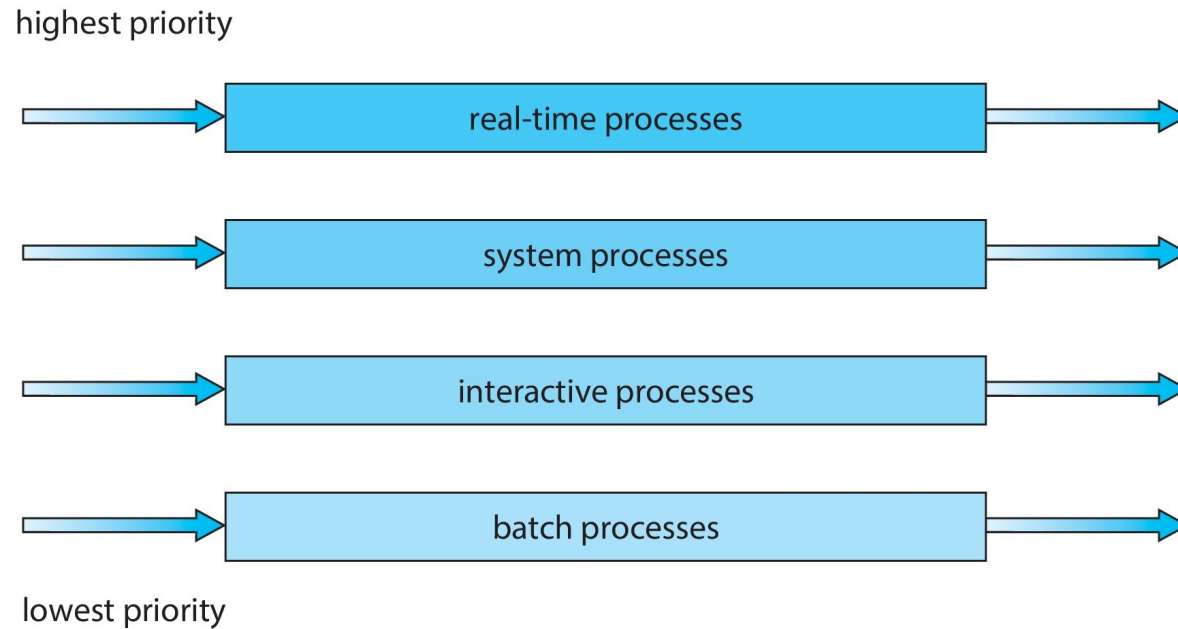 highest priority
real-time processes
system processes
interactive processes
batch processes
lowest priority